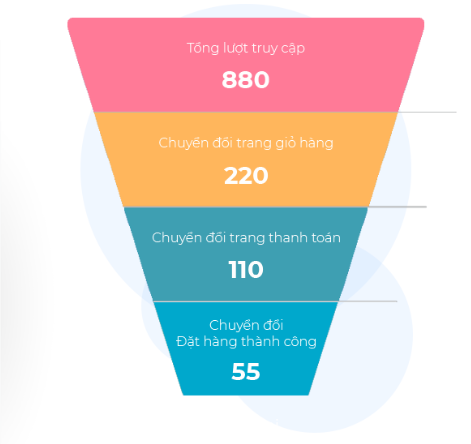 Tổng lượt truy cập
880
Chuyển đổi trang giỏ hàng
220
Chuyển đổi trang thanh toán
110
Chuyển đổi
Đặt hàng thành công
55